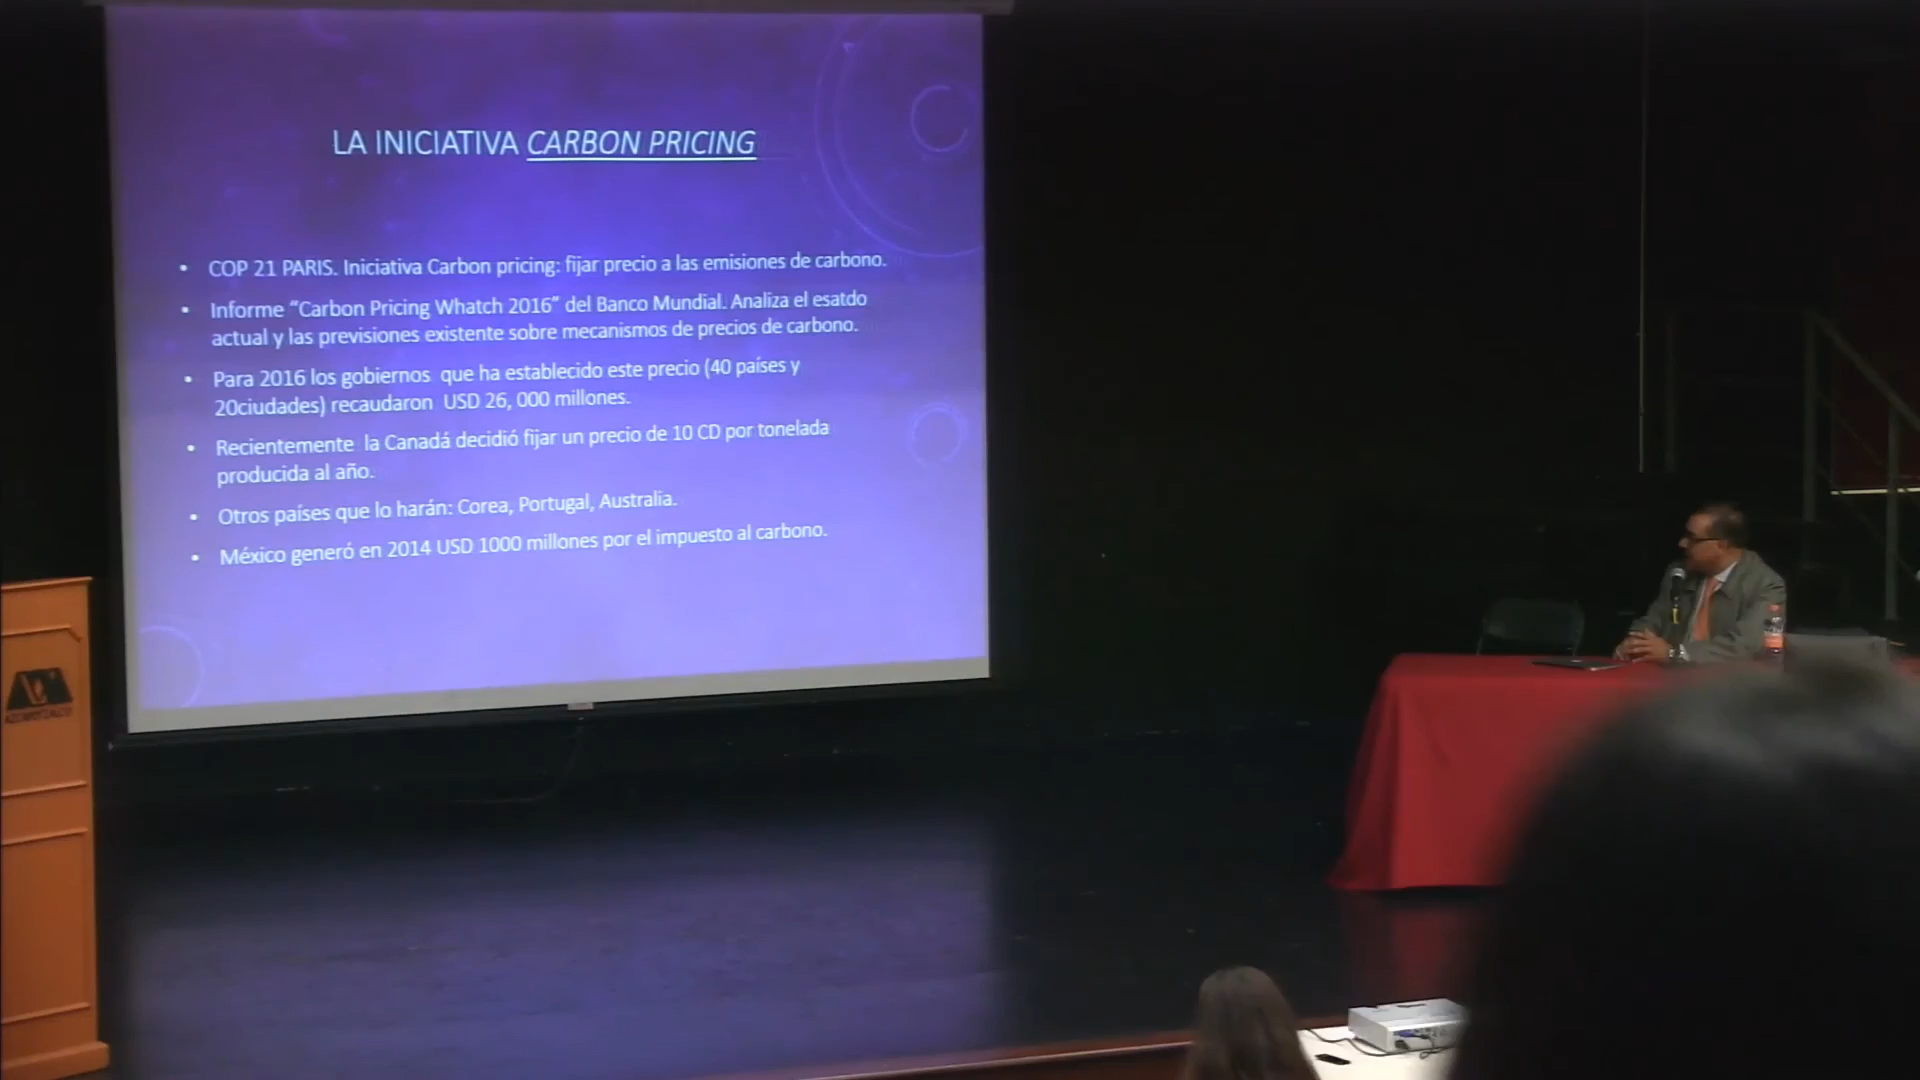 LA INICIATIVA CARBON PRICING
• COP 21 PARIS. Iniciativa Carbon pricing: fijar precio a las emisiones de carbono.
• Informe “Carbon Pricing Whatch 2016” del Banco Mundial. Analiza el esatdo
actual y las previsiones existente sobre mecanismos de precios de carbono.
• Para 2016 los gobiernos que ha establecido este precio (40 países y
20ciudades) recaudaron USD 26, 000 millones.
• Recientemente la Canadá decidió fijar un precio de 10 CD por tonelada
producida al año.
• Otros países que lo harán: Corea, Portugal, Australia.
• México generó en 2014 USD 1000 millones por el impuesto al carbono.